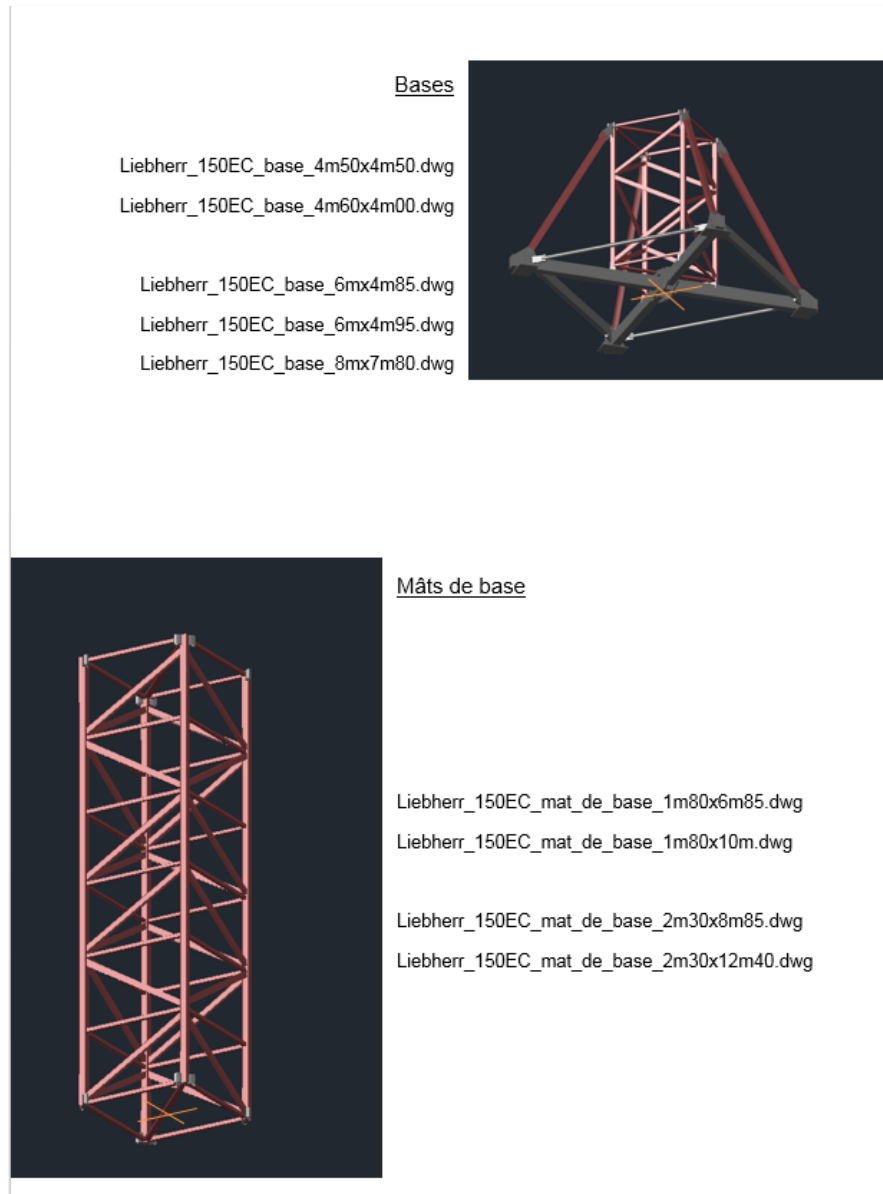 Bases
Liebherr_150EC_base_4m50x4m50.dwg
Liebherr_150EC_base_4m60x4m00.dwg
Liebherr_150EC_base_6mx4m85.dwg
Liebherr_150EC_base_6mx4m95.dwg
Liebherr_150EC_base_8mx7m80.dwg
Mâts de base
Liebherr_150EC_mat_de_base_1m80x6m85.dwg
Liebherr_150EC_mat_de_base_1m80x10m.dwg
Liebherr_150EC_mat_de_base_2m30x8m85.dwg
Liebherr_150EC_mat_de_base_2m30x12m40.dwg